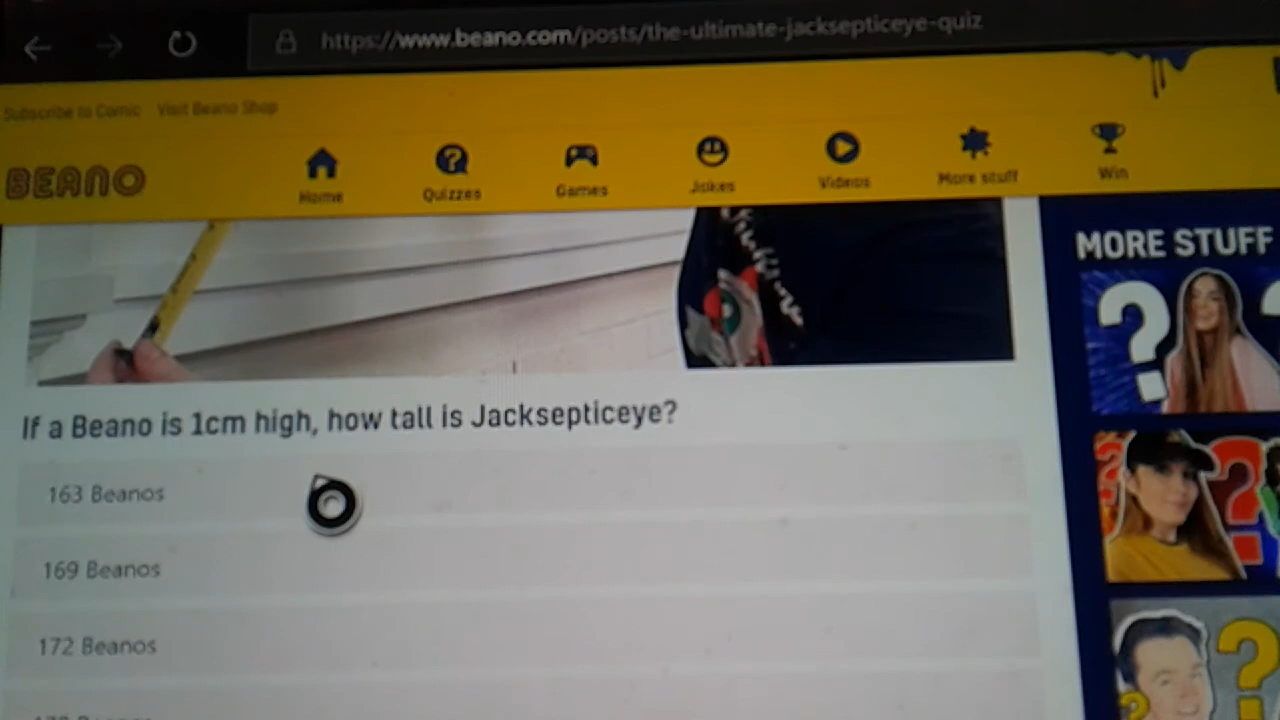 https://www.beano.com/posts/the-ultimate-jacksepticeye-quiz
Subscribe to Comic Visit Beano Shop
BEANO
Home
Quizzes
Games
Jokes
Videos
More stuff
Win
MORE STUFF
If a Beano is 1cm high, how tall is Jacksepticeye?
163 Beanos
169 Beanos
172 Beanos